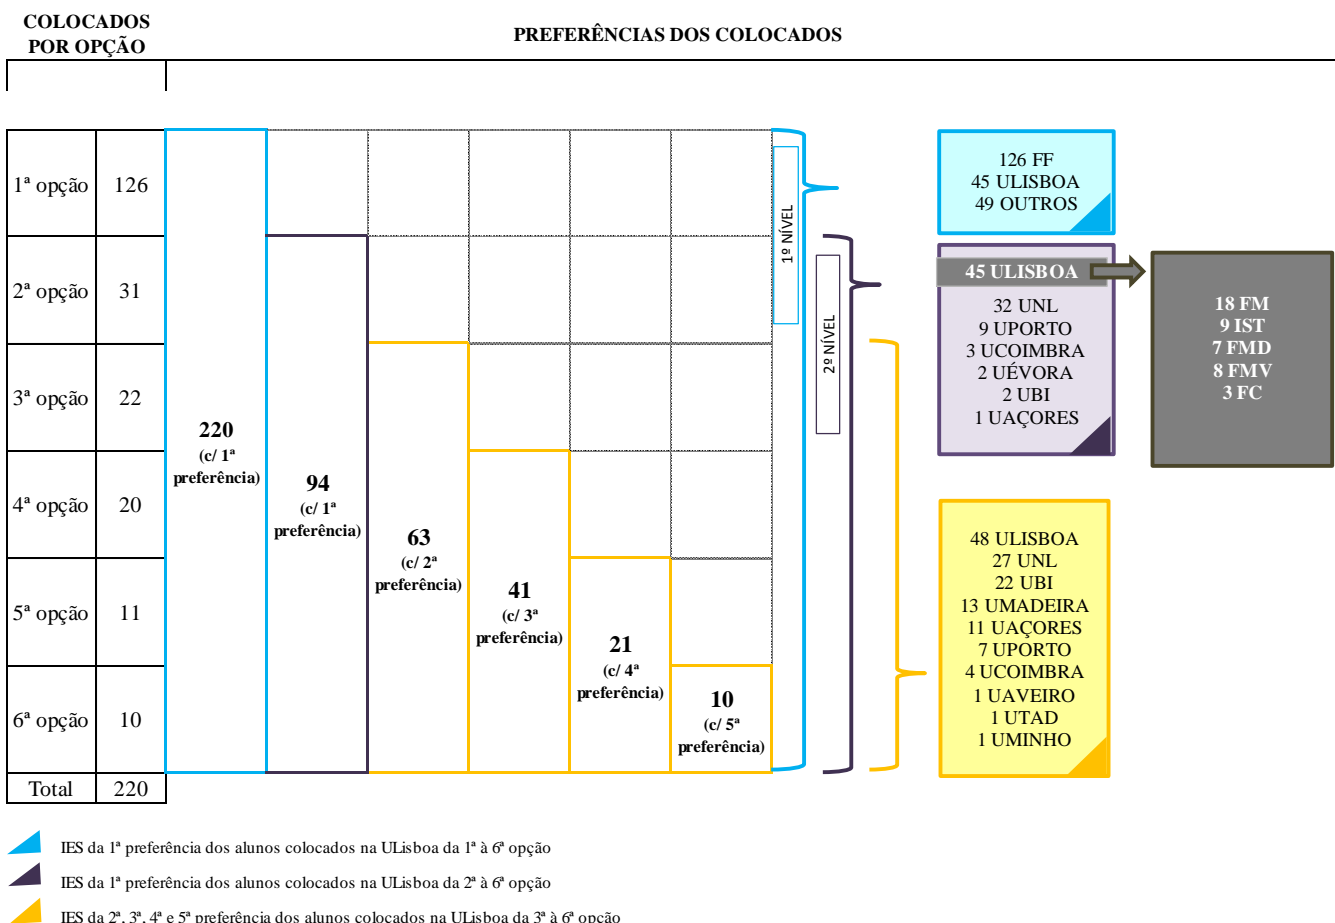 COLOCADOS
POR OPÇÃO
PREFERÊNCIAS DOS COLOCADOS
1ª opção 126
2ª opção 31
3ª opção 22
4ª opção 20
5ª opção 11
6ª opção 10
Total 220
220
(c/ 1ª
preferência)
94
(c/ 1ª
preferência)
63
(c/ 2ª
preferência)
41
(c/ 3ª
preferência)
21
(c/ 4ª
preferência)
10
(c/ 5ª
preferência)
1º NÍVEL
2º NÍVEL
126 FF
45 ULISBOA
49 OUTROS
45 ULISBOA
32 UNL
9 UPORTO
3 UCOIMBRA
2 UÉVORA
2 UBI
1 UAÇORES
18 FM
9 IST
7 FMD
8 FMV
3 FC
48 ULISBOA
27 UNL
22 UBI
13 UMADEIRA
11 UAÇORES
7 UPORTO
4 UCOIMBRA
1 UAVEIRO
1 UTAD
1 UMINHO
IES da 1ª preferência dos alunos colocados na ULisboa da 1ª à 6ª opção
IES da 1ª preferência dos alunos colocados na ULisboa da 2ª à 6ª opção
IES da 2ª, 3ª, 4ª e 5ª preferência dos alunos colocados na ULisboa da 3ª à 6ª opção